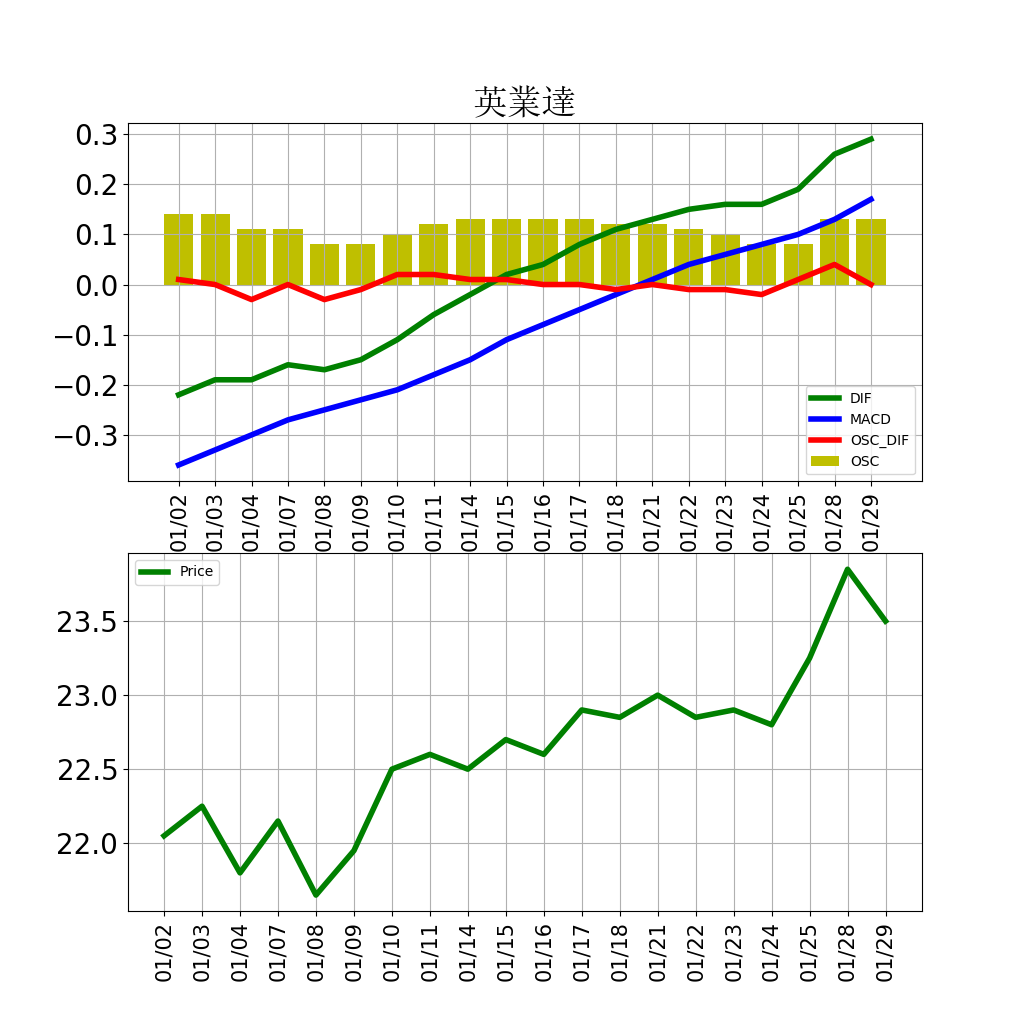 英業達
0.3
0.2
0.1
0.0
−0.1
−0.2
−0.3
DIF
MACD
OSC_DIF
OSC
01/02 01/03 01/04 01/07 01/08 01/09 01/10 01/11 01/14 01/15 01/16 01/17 01/18 01/21 01/22 01/23 01/24 01/25 01/28 01/29
Price
23.5
23.0
22.5
22.0
01/02 01/03 01/04 01/07 01/08 01/09 01/10 01/11 01/14 01/15 01/16 01/17 01/18 01/21 01/22 01/23 01/24 01/25 01/28 01/29